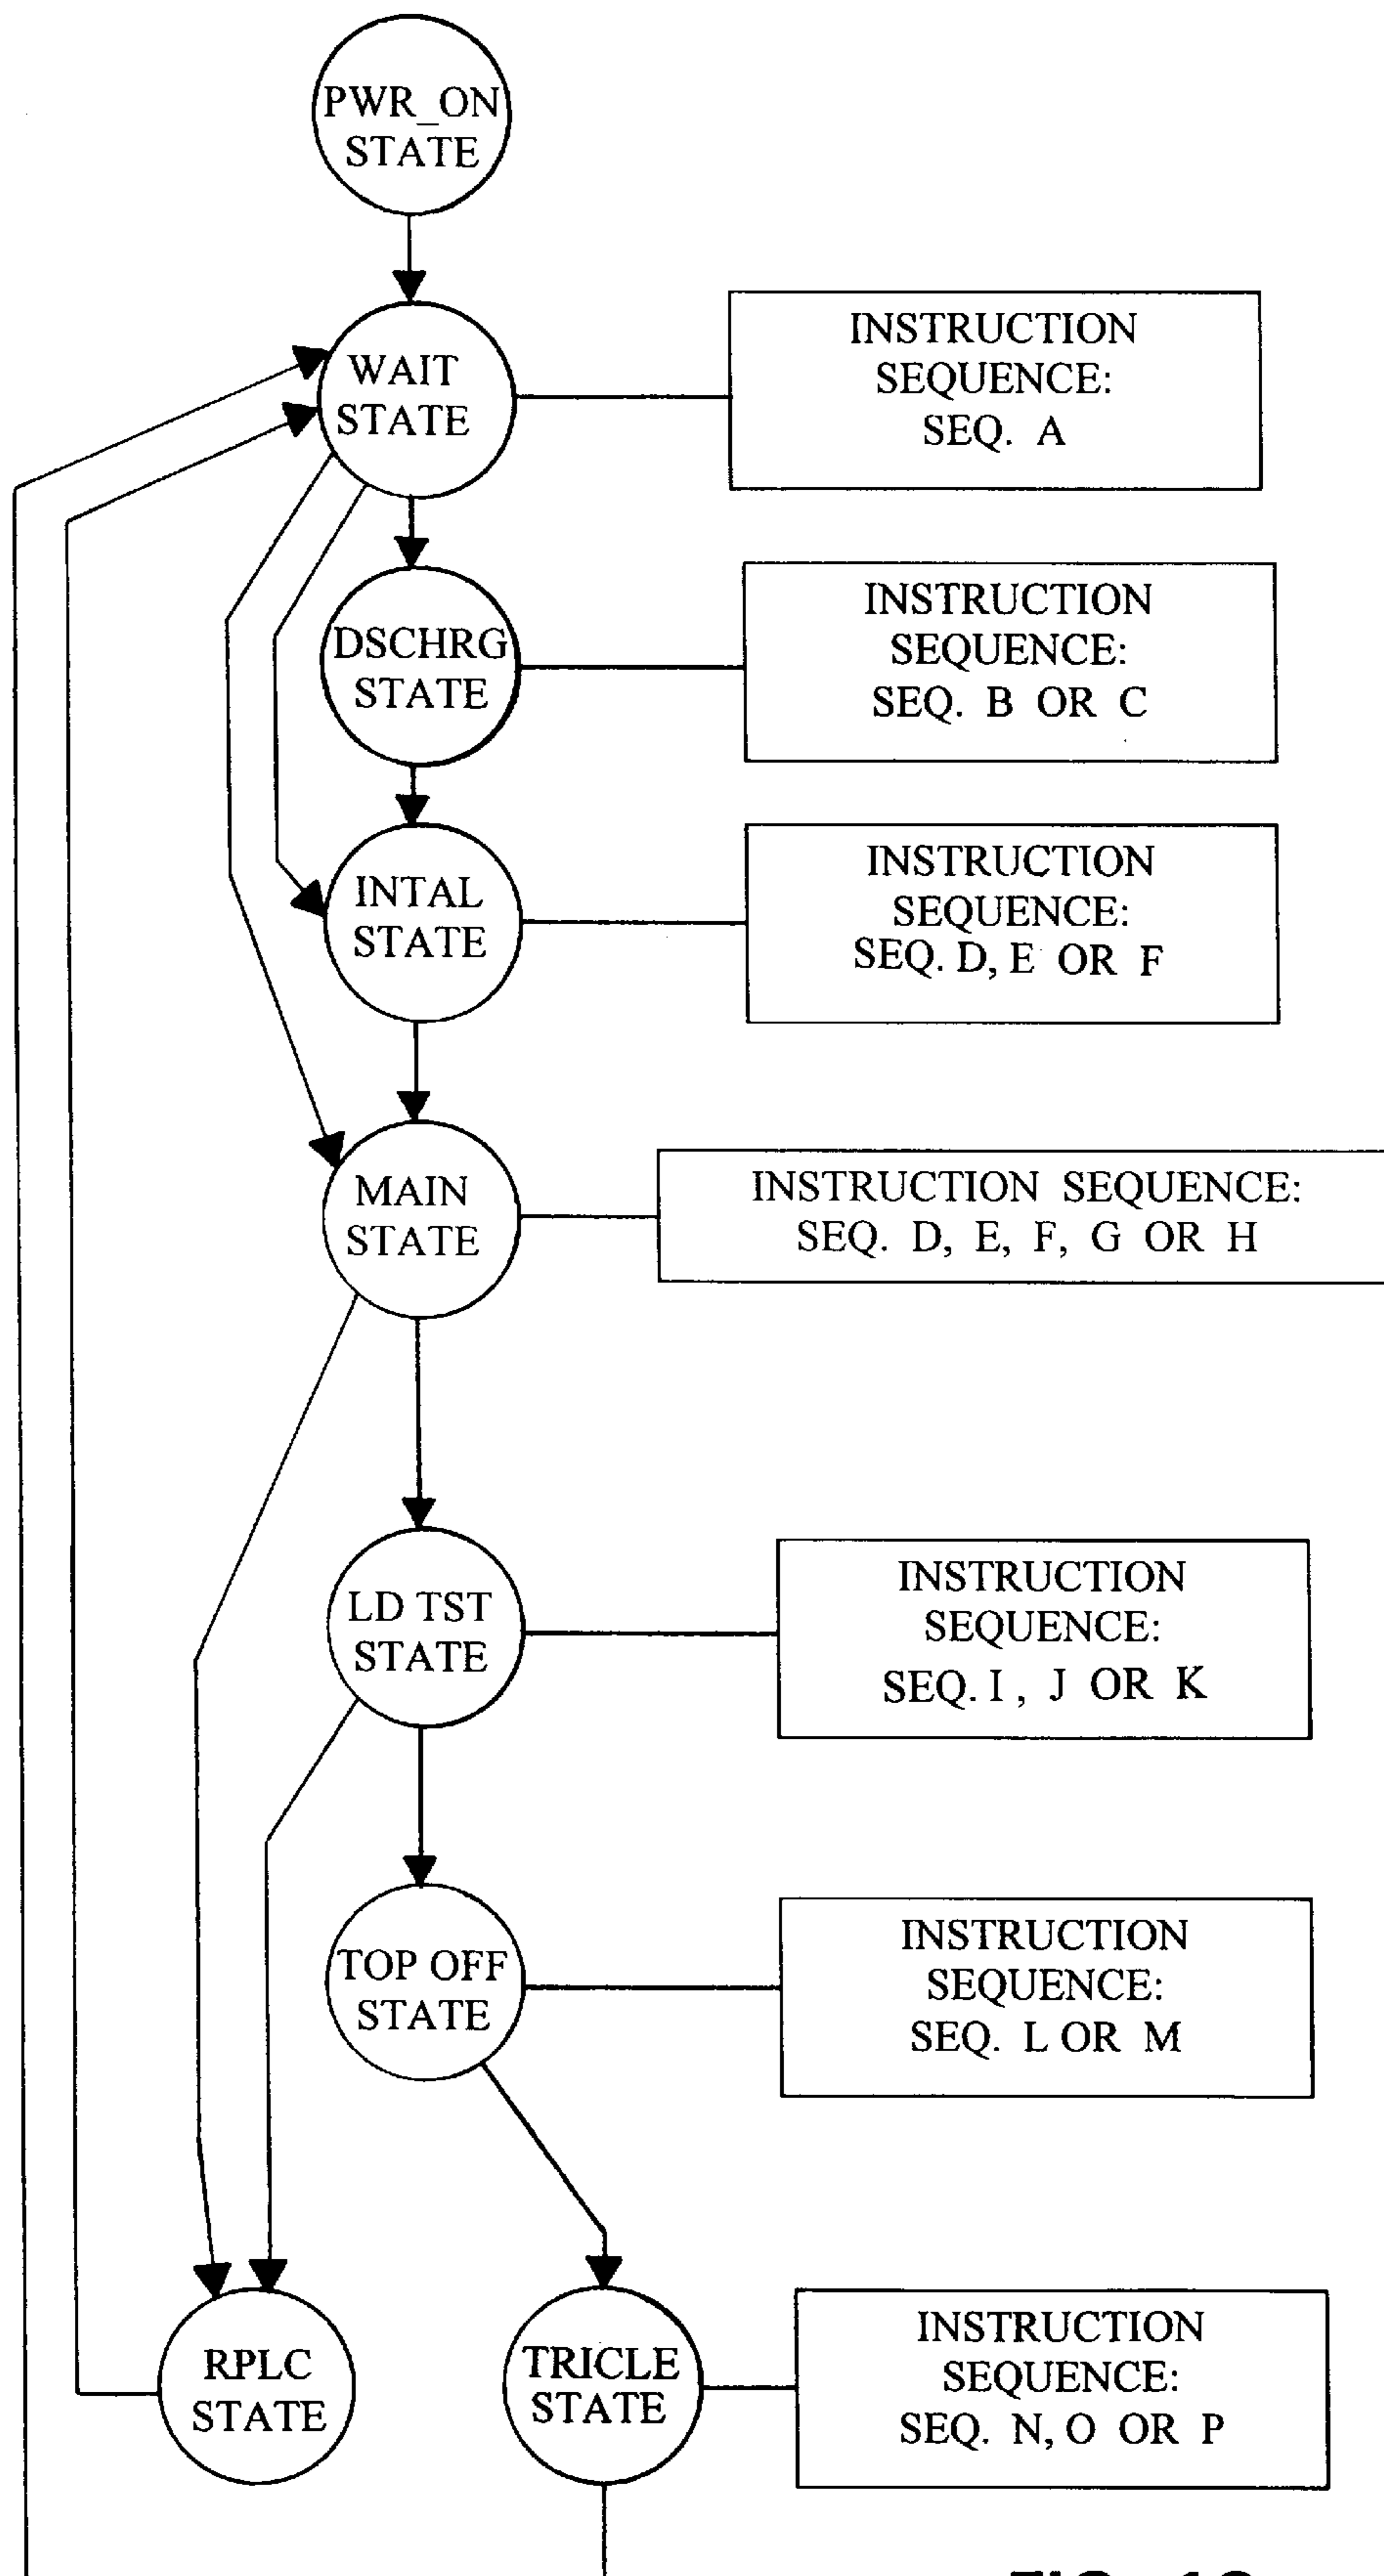 PWR_ON
STATE
WAIT
STATE
INSTRUCTION
SEQUENCE:
SEQ. A
DSCHRG
STATE
INSTRUCTION
SEQUENCE:
SEQ. B OR C
INTAL
STATE
INSTRUCTION
SEQUENCE:
SEQ. D, E OR F
MAIN
STATE
INSTRUCTION SEQUENCE:
SEQ. D, E, F, G OR H
LD TST
STATE
INSTRUCTION
SEQUENCE:
SEQ. I, J OR K
TOP OFF
STATE
INSTRUCTION
SEQUENCE:
SEQ. L OR M
RPLC
STATE
TRICLE
STATE
INSTRUCTION
SEQUENCE:
SEQ. N, O OR P